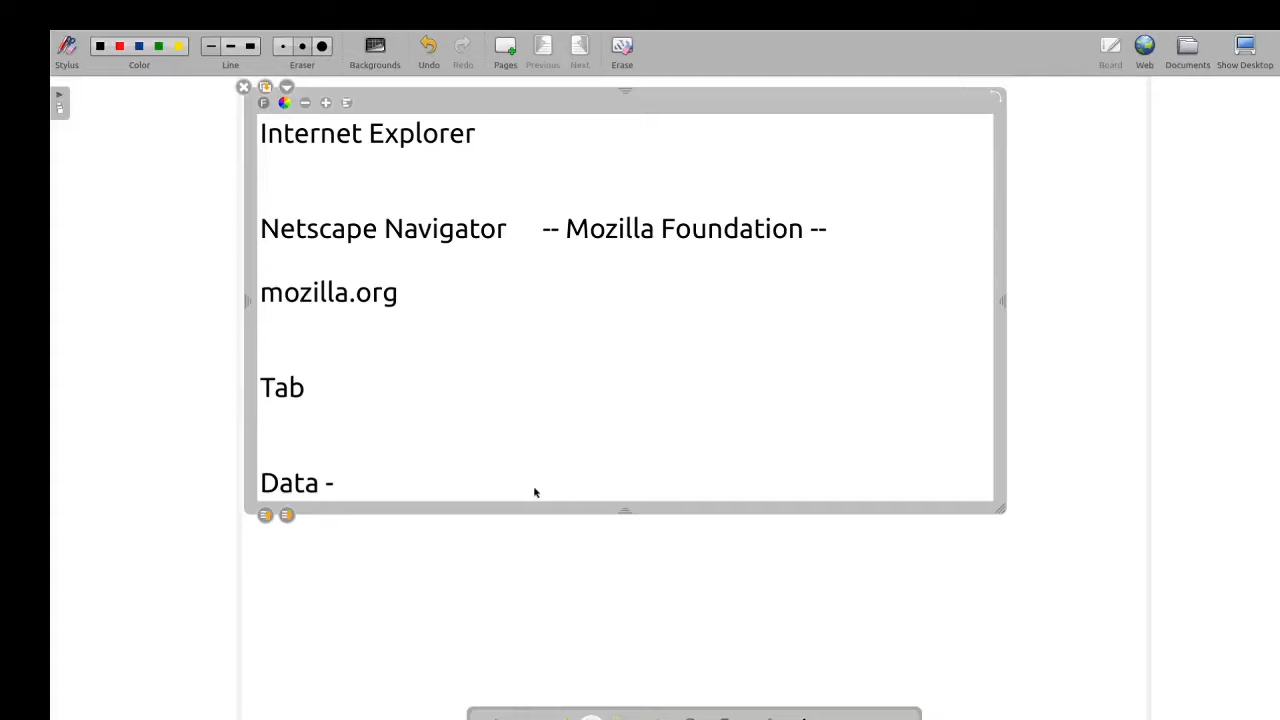 Stylus
Color
Line
Eraser
Backgrounds
Undo
Redo
Pages
Previous
Next
Erase
Board
Web
Documents
Show Desktop
Internet Explorer
Netscape Navigator -- Mozilla Foundation --
mozilla.org
Tab
Data -